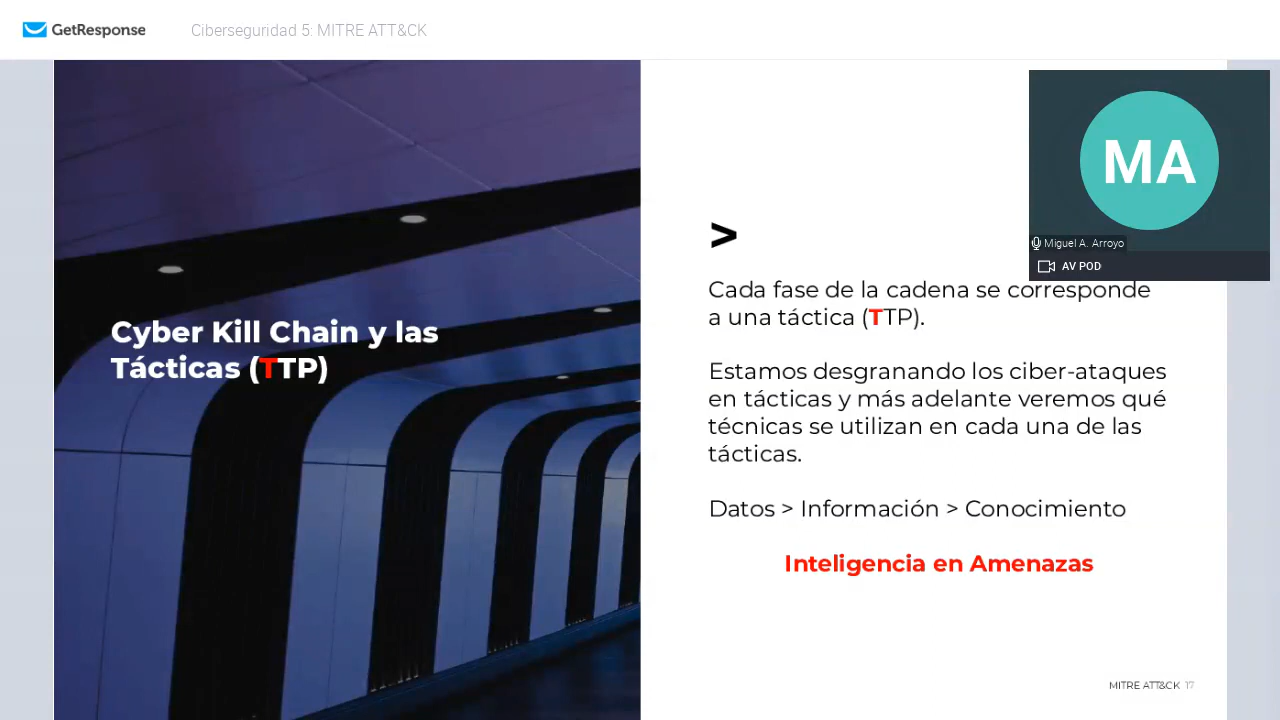 GetResponse
Ciberseguridad 5: MITRE ATT&CK
MA
Miguel A. Arroyo
AV POD
Cyber Kill Chain y las
Tácticas (TTP)
>
Cada fase de la cadena se corresponde
a una táctica (TTP).
Estamos desgranando los ciber-ataques
en tácticas y más adelante veremos qué
técnicas se utilizan en cada una de las
tácticas.
Datos > Información > Conocimiento
Inteligencia en Amenazas
MITRE ATT&CK 17